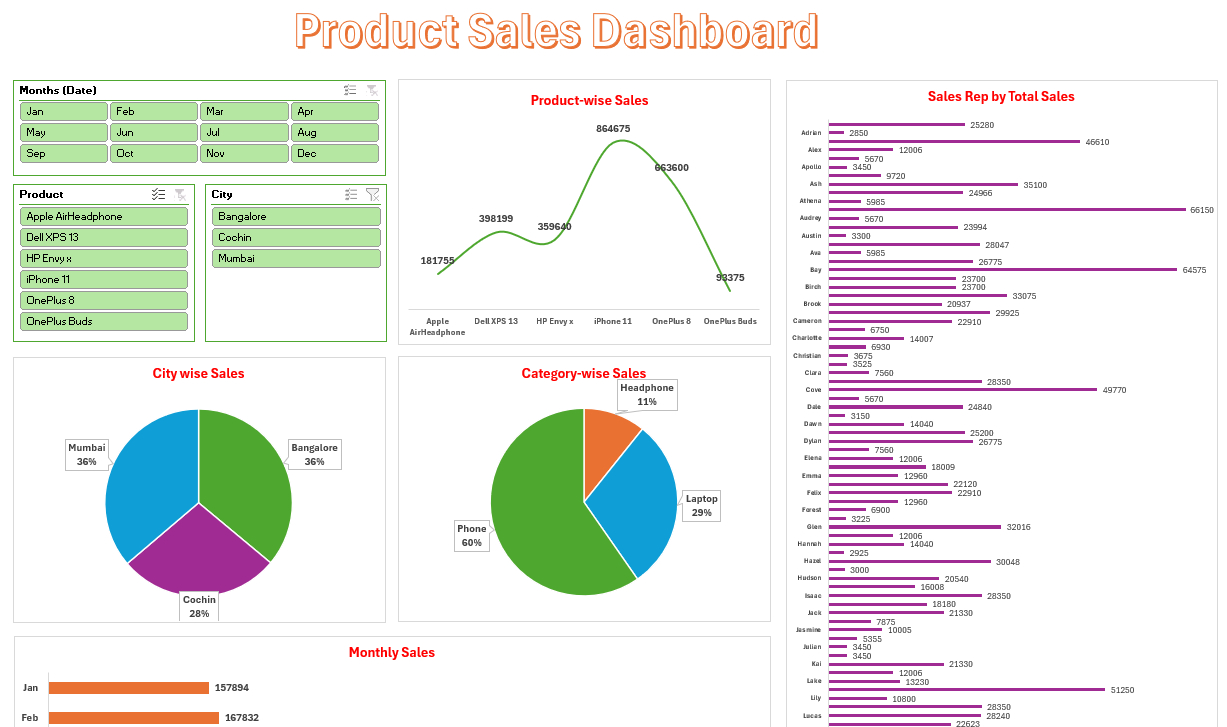 Product Sales Dashboard
Months (Date)
Jan Feb Mar Apr
May Jun Jul Aug
Sep Oct Nov Dec
Product
Apple AirHeadphone
Dell XPS 13
HP Envy x
iPhone 11
OnePlus 8
OnePlus Buds
City
Bangalore
Cochin
Mumbai
Product-wise Sales
864675
663600
398199
359640
181755
93375
Apple AirHeadphone
Dell XPS 13
HP Envy x
iPhone 11
OnePlus 8
OnePlus Buds
City wise Sales
Mumbai
36%
Bangalore
36%
Cochin
28%
Category-wise Sales
Headphone
11%
Laptop
29%
Phone
60%
Monthly Sales
Jan 157894
Feb 167832
Sales Rep by Total Sales
25280
Adrian 2850
46610
Alex 12006
5670
Apollo 3450
9720
Ash 35100
24966
Athena 5985
66150
Audrey 5670
23994
Austin 3300
28047
Ava 5985
26775
Bay 64575
23700
Birch 23700
33075
Brook 20937
29925
Cameron 22910
6750
Charlotte 14007
6930
Christian 3675
3525
Clara 7560
28350
Cove 49770
5670
Dale 24840
3150
Dawn 14040
25200
Dylan 26775
7560
Elena 12006
18009
Emma 12960
22120
Felix 22910
12960
Forest 6900
3225
Glen 32016
12006
Hannah 14040
2925
Hazel 30048
3000
Hudson 20540
16008
Isaac 28350
18180
Jack 21330
7875
Jasmine 10005
5355
Julian 3450
3450
Kai 21330
12006
Lake 13230
51250
Lily 10800
28350
Lucas 28240
22623